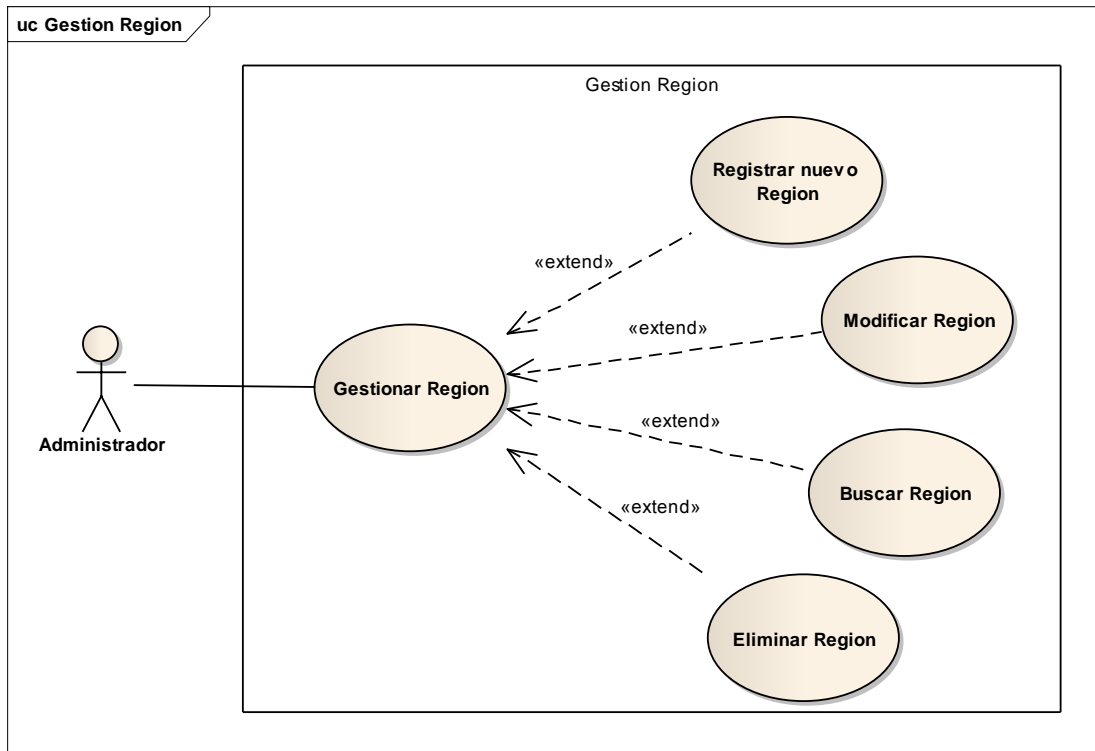 uc Gestion Region
Gestion Region
Registrar nuevo
Region
«extend»
Modificar Region
«extend»
Gestionar Region
Administrador
«extend»
Buscar Region
«extend»
Eliminar Region